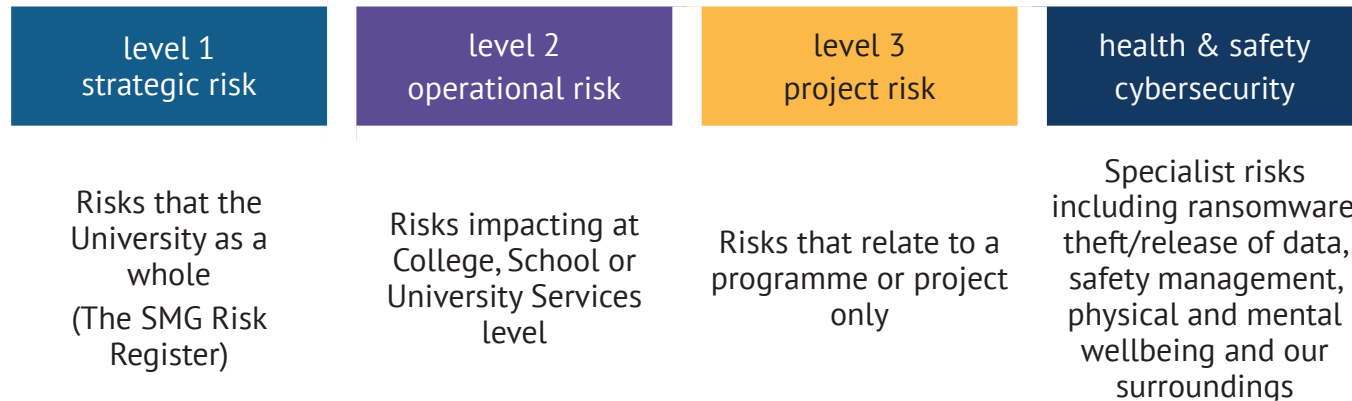 level 1
strategic risk
Risks that the
University as a
whole
(The SMG Risk
Register)
level 2
operational risk
Risks impacting at
College, School or
University Services
level
level 3
project risk
Risks that relate to a
programme or project
only
health & safety
cybersecurity
Specialist risks
including ransomware
theft/release of data,
safety management,
physical and mental
wellbeing and our
surroundings